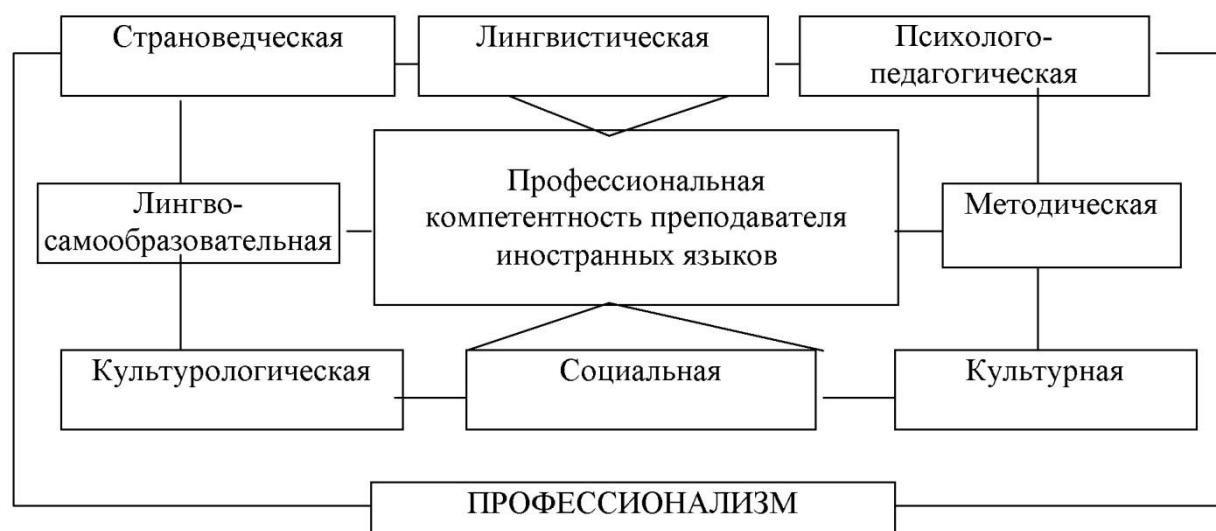 Страноведческая
Лингвистическая
Психолого-
педагогическая
Профессиональная
компетентность преподавателя
иностранных языков
Лингво-
самообразовательная
Методическая
Культурологическая
Социальная
Культурная
ПРОФЕССИОНАЛИЗМ